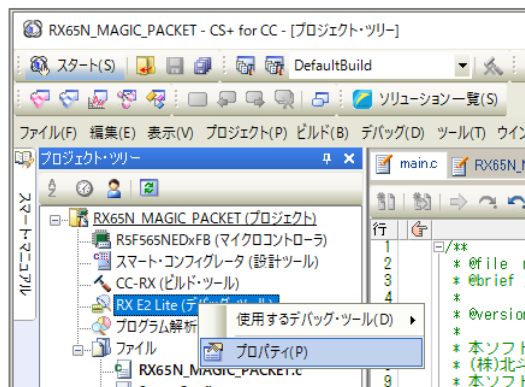 RX65N_MAGIC_PACKET - CS+ for CC - [プロジェクト・ツリー]
スタート(S)
DefaultBuild
ソリューション一覧(S)
ファイル(F) 編集(E) 表示(V) プロジェクト(P) ビルド(B) デバッグ(D) ツール(T) ウイン
プロジェクト・ツリー
main.c
RX65N_
スマート・マニュアル
RX65N_MAGIC_PACKET (プロジェクト)
R5F565NEDxFB (マイクロコントローラ)
スマート・コンフィグレータ (設計ツール)
CC-RX (ビルド・ツール)
RX E2 Lite (デバッグ・ツール)
プログラム解析
ファイル
RX65N_MAGIC_PACKET.c
使用するデバッグ・ツール(D)
プロパティ(P)
行
1 /**
2 * @file
3 * @brief
4 *
5 * @version
6 *
7 * 本ソフト
8 * (株)北
9 * 本ソフト